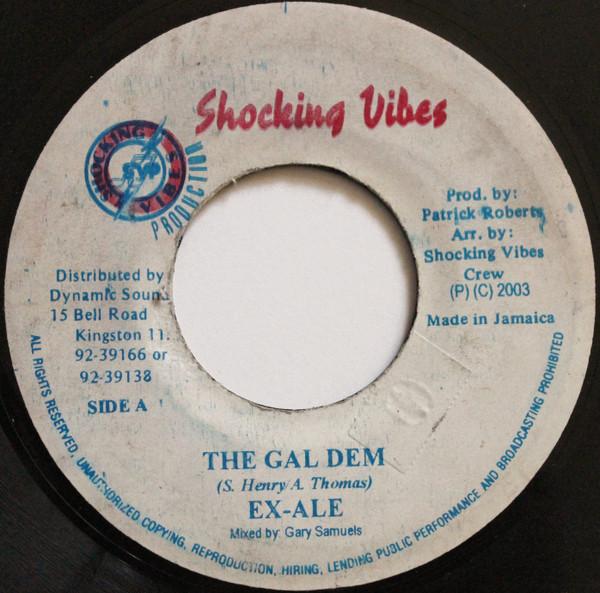 Shocking Vibes
SHOCKING VIBES
SVP
PRODUCTION
Prod. by:
Patrick Roberts
Arr. by:
Shocking Vibes
Crew
(P) (C) 2003
Made in Jamaica
Distributed by
Dynamic Sound
15 Bell Road
Kingston 11.
92-39166 or
92-39138
SIDE A
THE GAL DEM
(S. Henry A. Thomas)
EX-ALE
Mixed by: Gary Samuels
ALL RIGHTS RESERVED. UNAUTHORIZED COPYING, REPRODUCTION, HIRING, LENDING PUBLIC PERFORMANCE AND BROADCASTING PROHIBITED